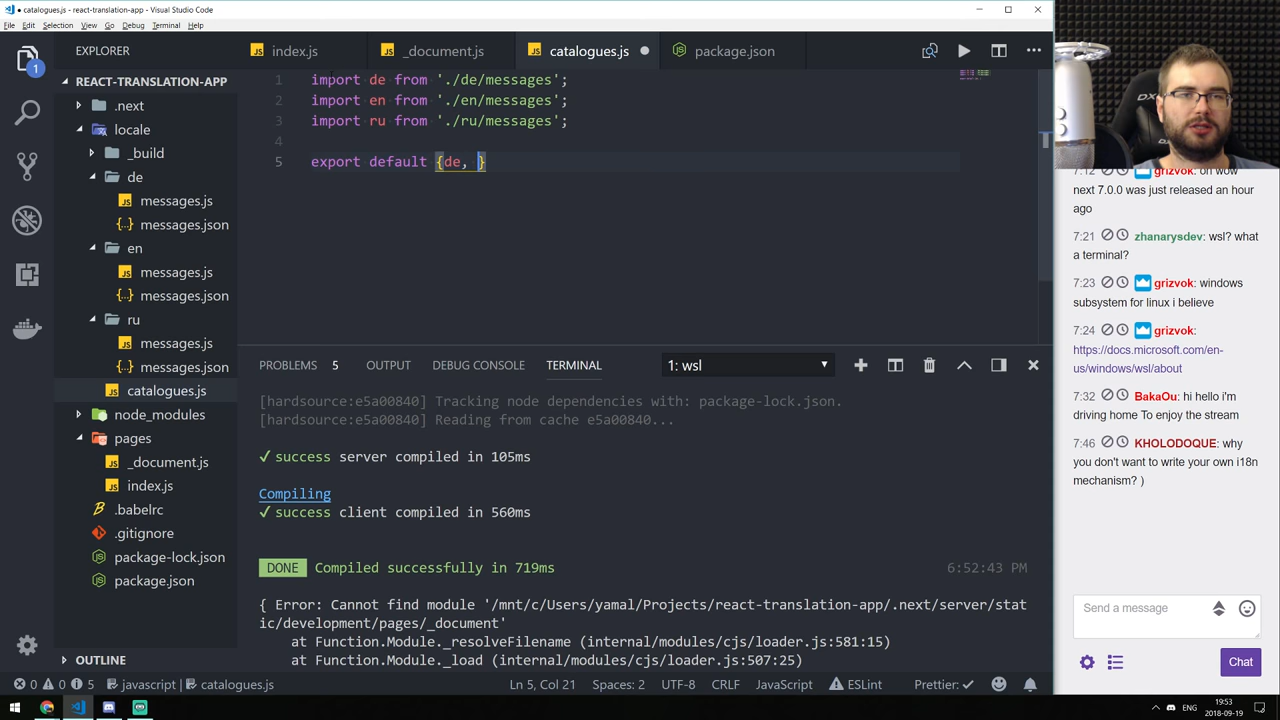 catalogues.js - react-translation-app - Visual Studio Code
File Edit Selection View Go Debug Terminal Help
EXPLORER
index.js
_document.js
catalogues.js
package.json
REACT-TRANSLATION-APP
.next
locale
_build
de
messages.js
messages.json
en
messages.js
messages.json
ru
messages.js
messages.json
catalogues.js
node_modules
pages
_document.js
index.js
.babelrc
.gitignore
package-lock.json
package.json
OUTLINE
1 import de from './de/messages';
2 import en from './en/messages';
3 import ru from './ru/messages';
4
5 export default {de, }
PROBLEMS 5 OUTPUT DEBUG CONSOLE TERMINAL 1: wsl
[hardsource:e5a00840] Tracking node dependencies with: package-lock.json.
[hardsource:e5a00840] Reading from cache e5a00840...
✓ success server compiled in 105ms
Compiling
✓ success client compiled in 560ms
DONE Compiled successfully in 719ms 6:52:43 PM
{ Error: Cannot find module '/mnt/c/Users/yamal/Projects/react-translation-app/.next/server/stat
ic/development/pages/_document'
at Function.Module._resolveFilename (internal/modules/cjs/loader.js:581:15)
at Function.Module._load (internal/modules/cjs/loader.js:507:25)
0 0 5 javascript | catalogues.js Ln 5, Col 21 Spaces: 2 UTF-8 CRLF JavaScript ESLint Prettier: ✓
1
DX
7:12 grizvok: oh wow
next 7.0.0 was just released an hour
ago
7:21 zhanarysdev: wsl? what
a terminal?
7:23 grizvok: windows
subsystem for linux i believe
7:24 grizvok:
https://docs.microsoft.com/en-
us/windows/wsl/about
7:32 BakaOu: hi hello i'm
driving home To enjoy the stream
7:46 KHOLODOQUE: why
you don't want to write your own i18n
mechanism? )
Send a message
Chat
ENG
19:53
2018-09-19